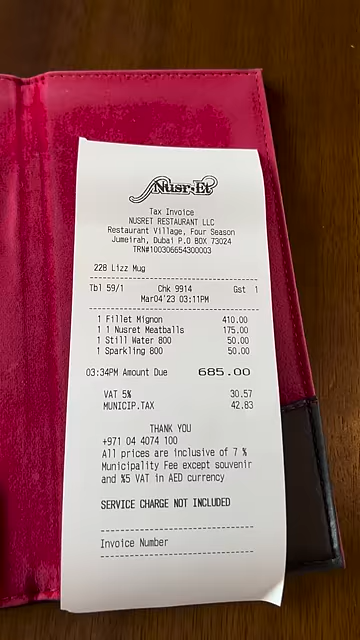 Nusr-Et
Tax Invoice
NUSRET RESTAURANT LLC
Restaurant Village, Four Season
Jumeirah, Dubai P.O BOX 73024
TRN#100306654300003
228 Lizz Mug
Tbl 59/1 Chk 9914 Gst 1
Mar04'23 03:11PM
1 Fillet Mignon 410.00
1 1 Nusret Meatballs 175.00
1 Still Water 800 50.00
1 Sparkling 800 50.00
03:34PM Amount Due 685.00
VAT 5% 30.57
MUNICIP.TAX 42.83
THANK YOU
+971 04 4074 100
All prices are inclusive of 7 %
Municipality Fee except souvenir
and %5 VAT in AED currency
SERVICE CHARGE NOT INCLUDED
Invoice Number